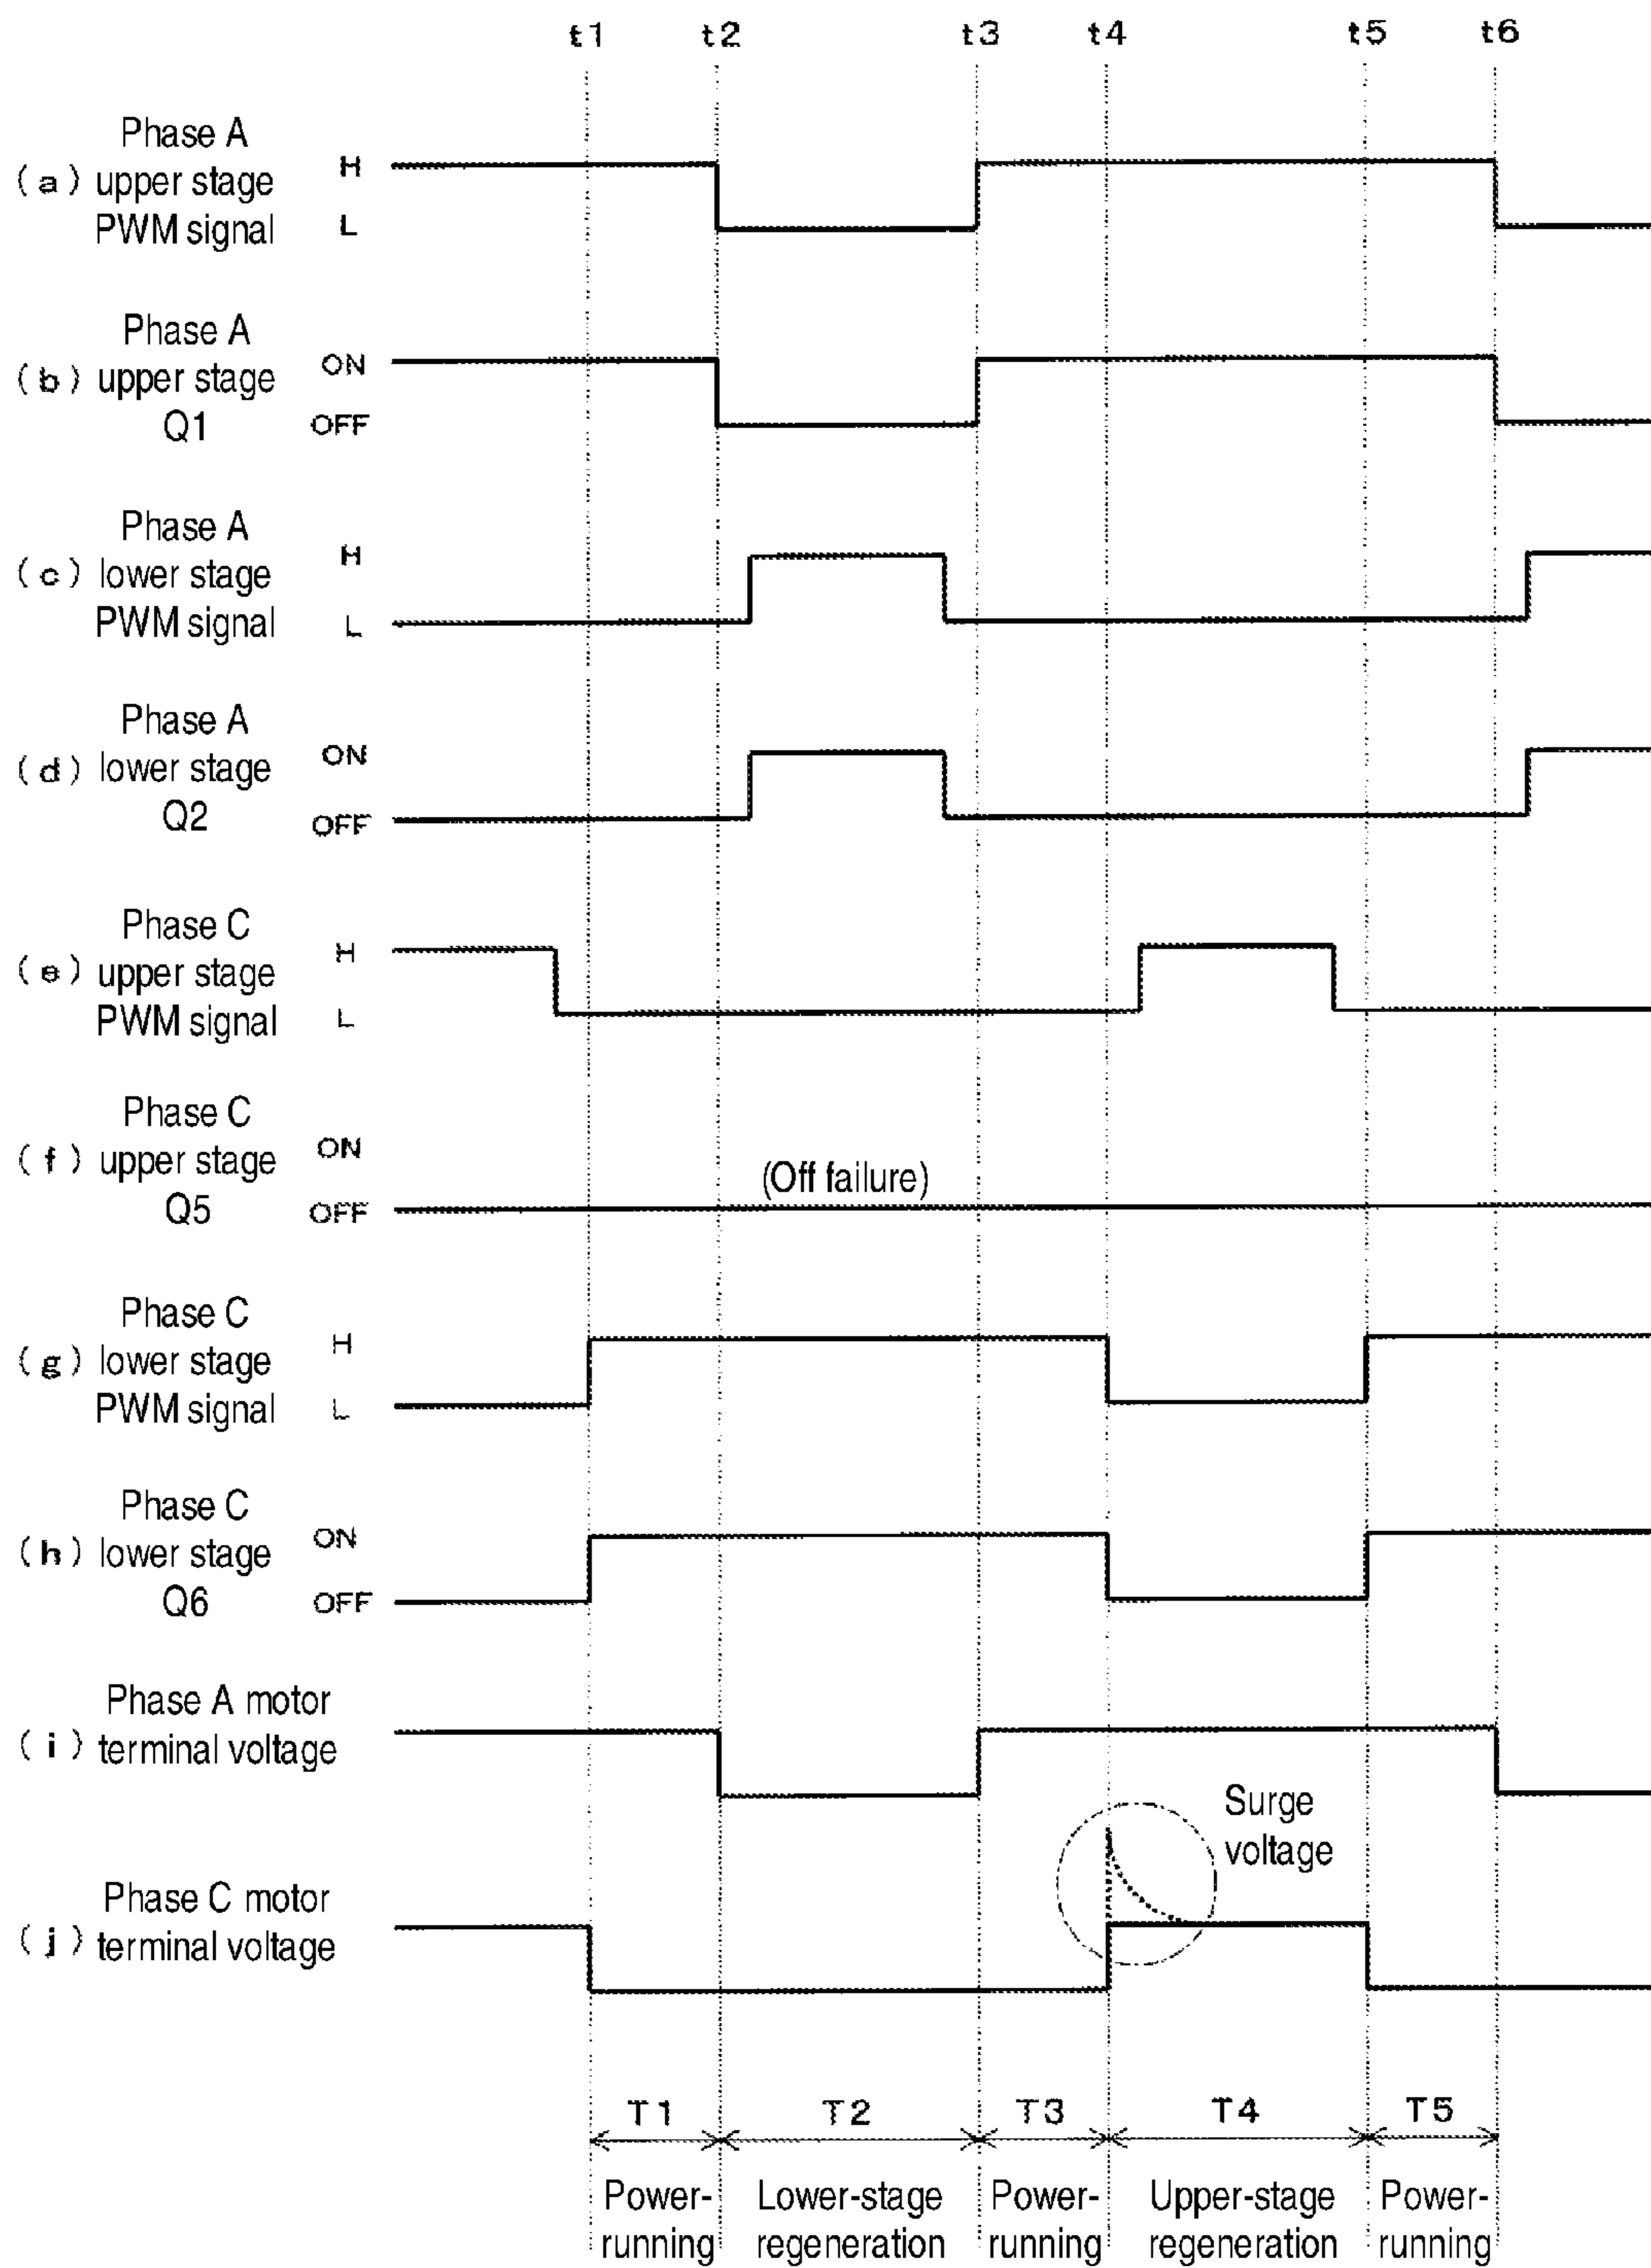 t1 t2 t3 t4 t5 t6
Phase A
(a) upper stage H
PWM signal L
Phase A
(b) upper stage ON
Q1 OFF
Phase A
(c) lower stage H
PWM signal L
Phase A
(d) lower stage ON
Q2 OFF
Phase C
(e) upper stage H
PWM signal L
Phase C
(f) upper stage ON
(Off failure)
Q5 OFF
Phase C
(g) lower stage H
PWM signal L
Phase C
(h) lower stage ON
Q6 OFF
Phase A motor
(i) terminal voltage
Surge
voltage
Phase C motor
(j) terminal voltage
T1 T2 T3 T4 T5
Power- Lower-stage Power- Upper-stage Power-
running regeneration running regeneration running